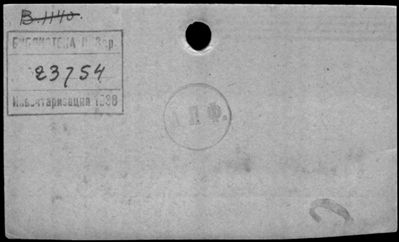 В.1140.
БИБЛИОТЕКА
23754
Инвентаризация 1938
Л П Ф.